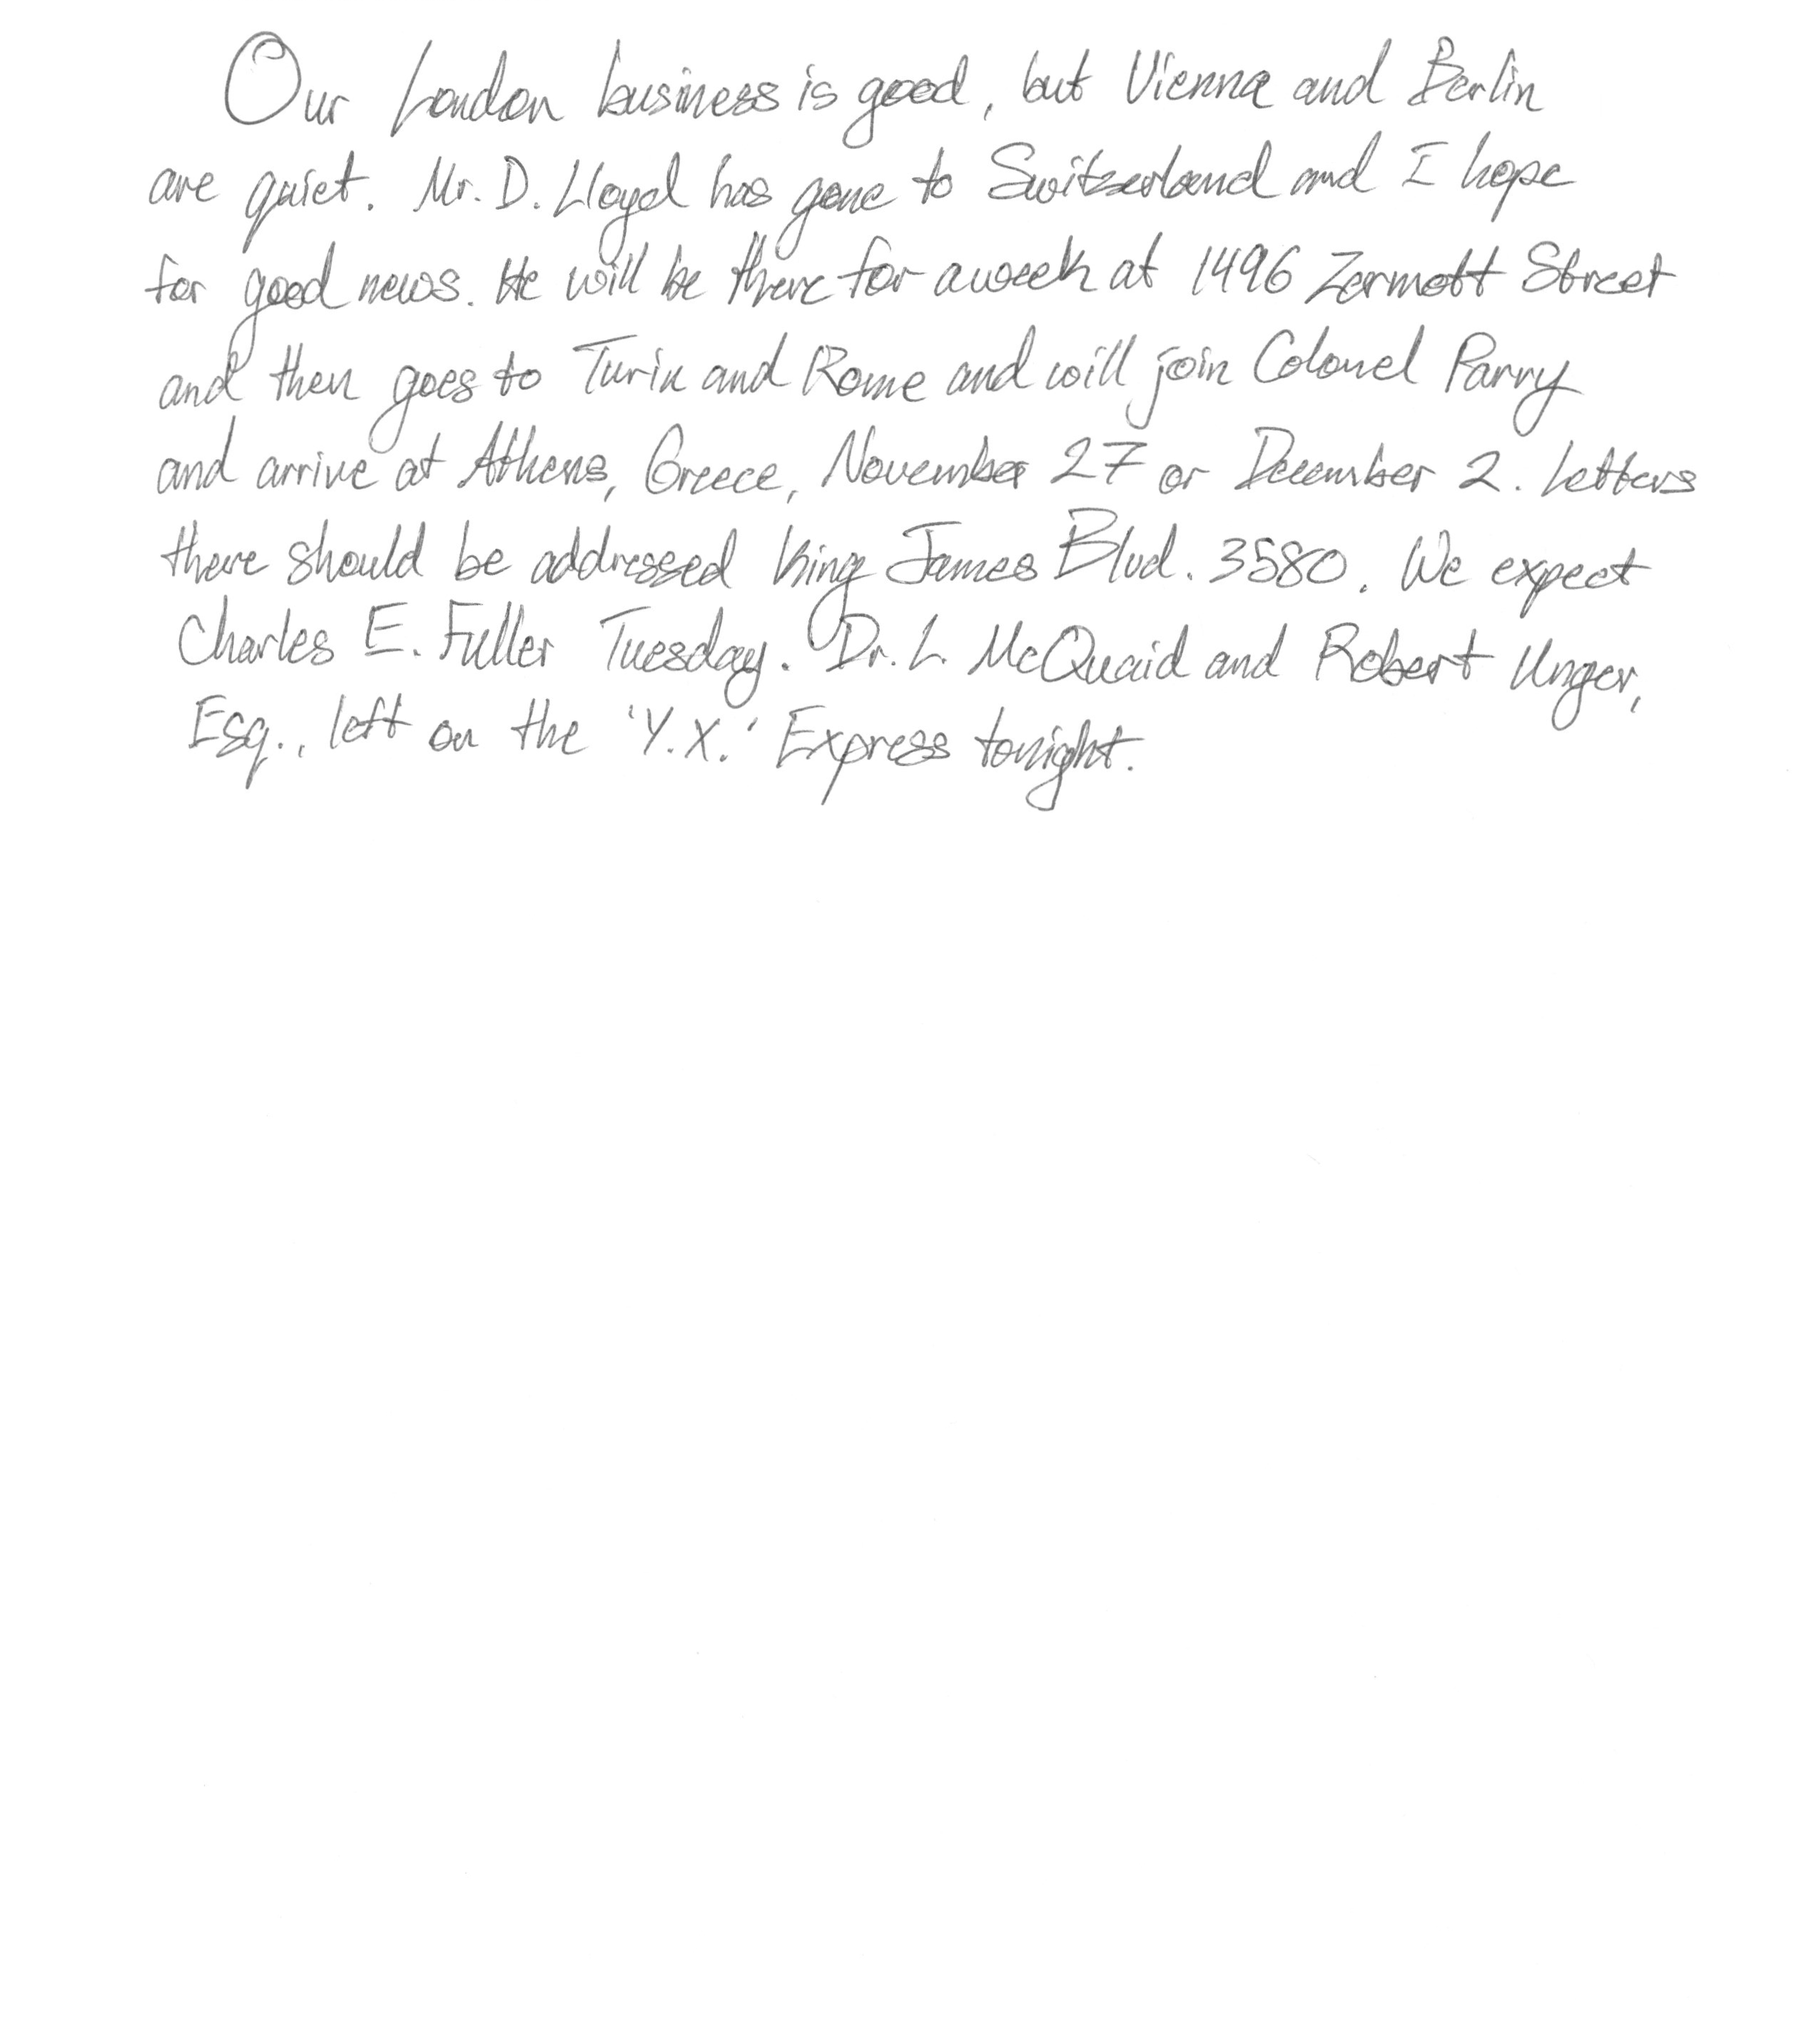 Our London business is good, but Vienna and Berlin
are quiet. Mr. D. Lloyd has gone to Switzerland and I hope
for good news. He will be there for a week at 1496 Zermott Street
and then goes to Turin and Rome and will join Colonel Parry
and arrive at Athens, Greece, November 27 or December 2. Letters
there should be addressed King James Blvd. 3580. We expect
Charles E. Fuller Tuesday. Dr. L. McQuaid and Robert Unger,
Esq., left on the 'Y.X.' Express tonight.